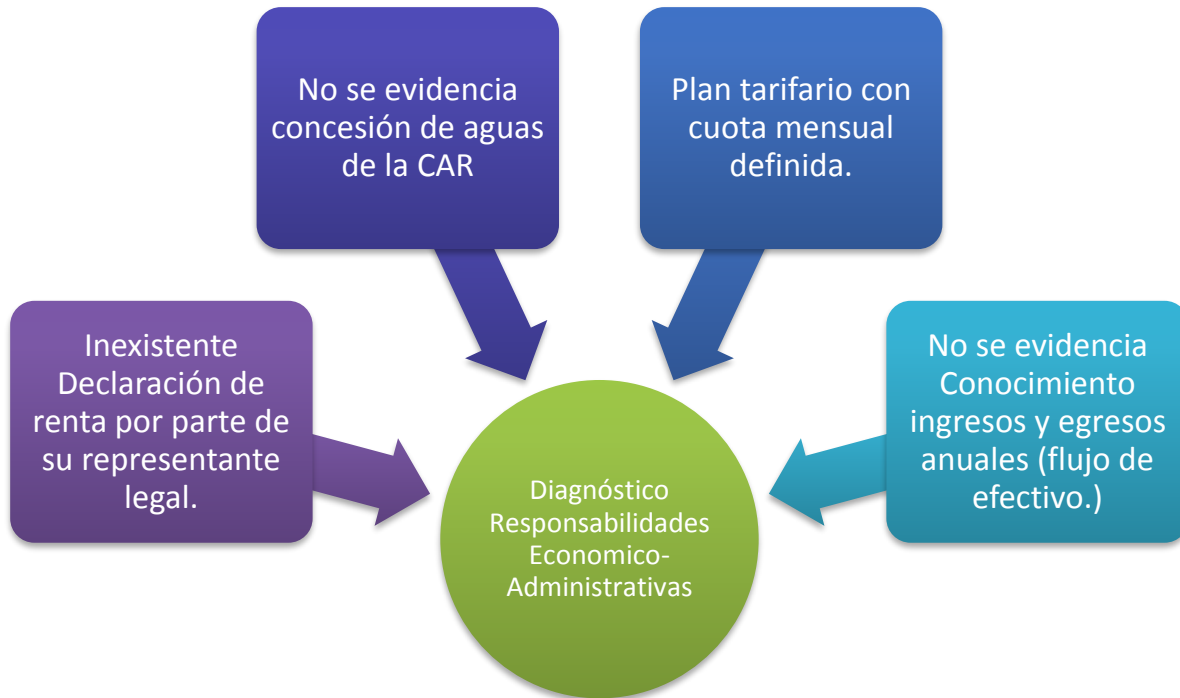 No se evidencia
concesión de aguas
de la CAR
Plan tarifario con
cuota mensual
definida.
Inexistente
Declaración de
renta por parte de
su representante
legal.
No se evidencia
Conocimiento
ingresos y egresos
anuales (flujo de
efectivo.)
Diagnóstico
Responsabilidades
Economico-
Administrativas